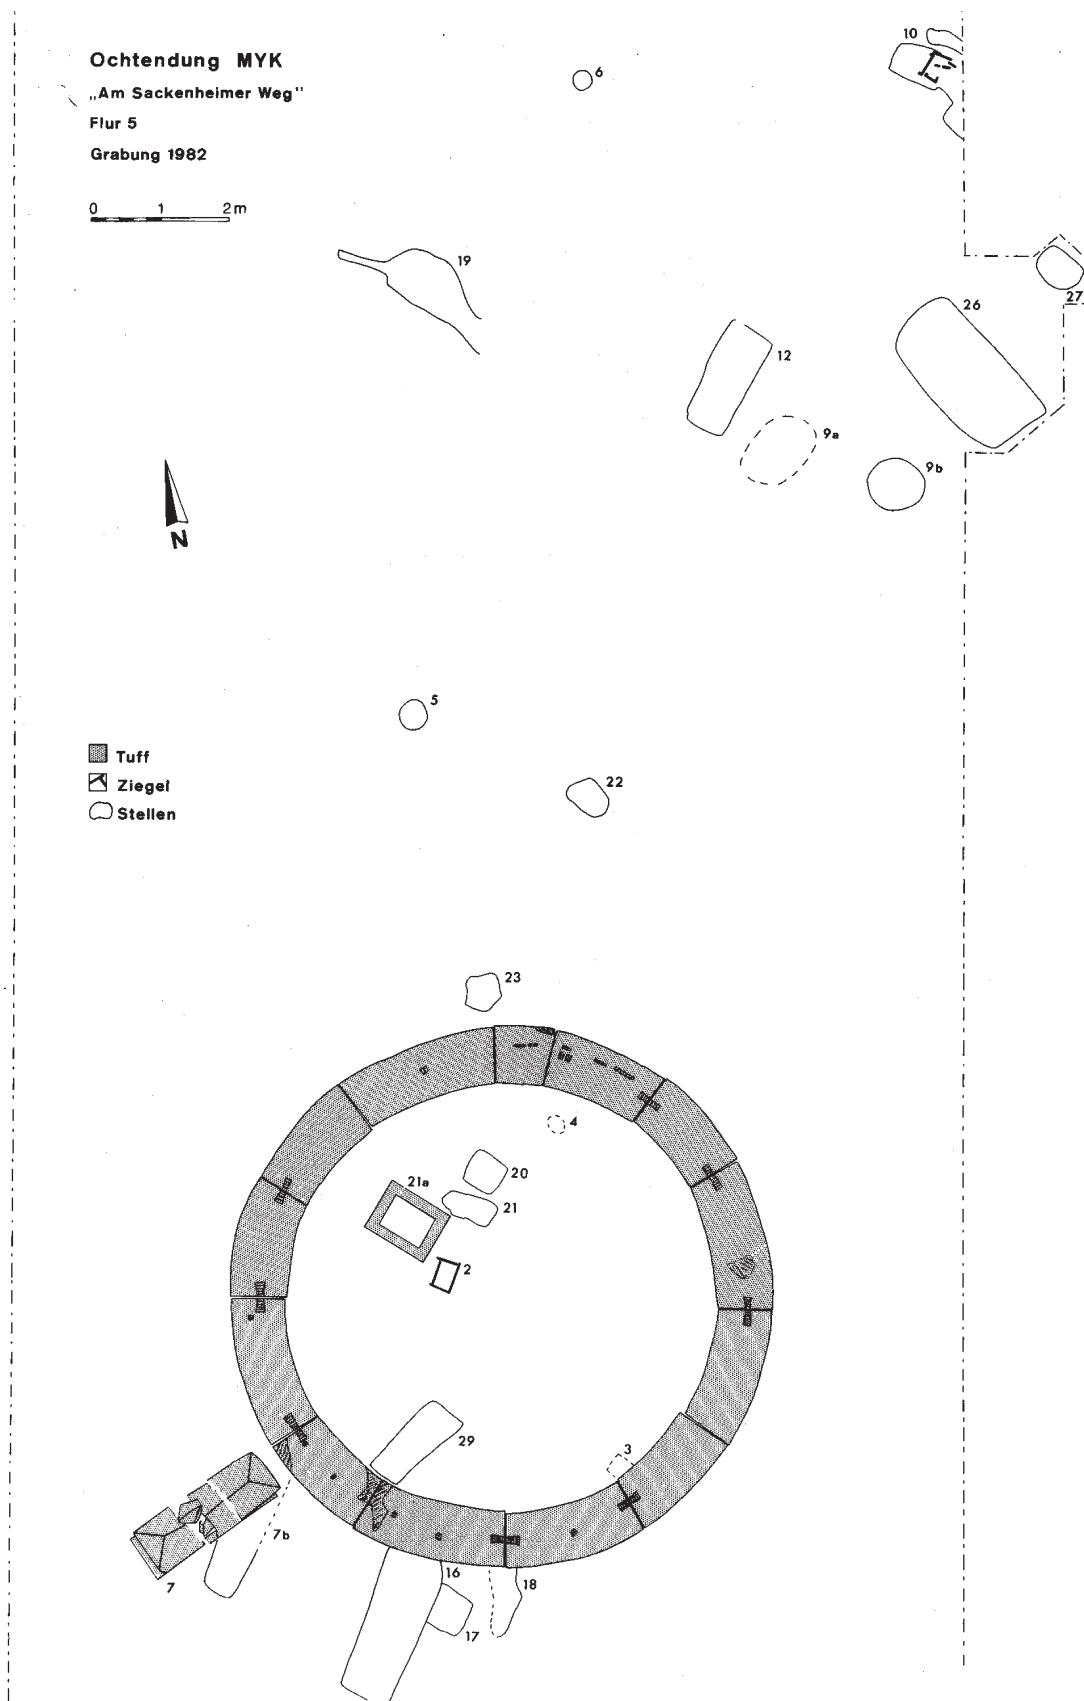 Ochtendung MYK
„Am Sackenheimer Weg"
Flur 5
Grabung 1982
0 1 2m
10
6
19
27
26
12
9a
9b
N
5
Tuff
Ziegel
Stellen
22
23
4
20
21a
21
2
29
3
7b
7
16
18
17